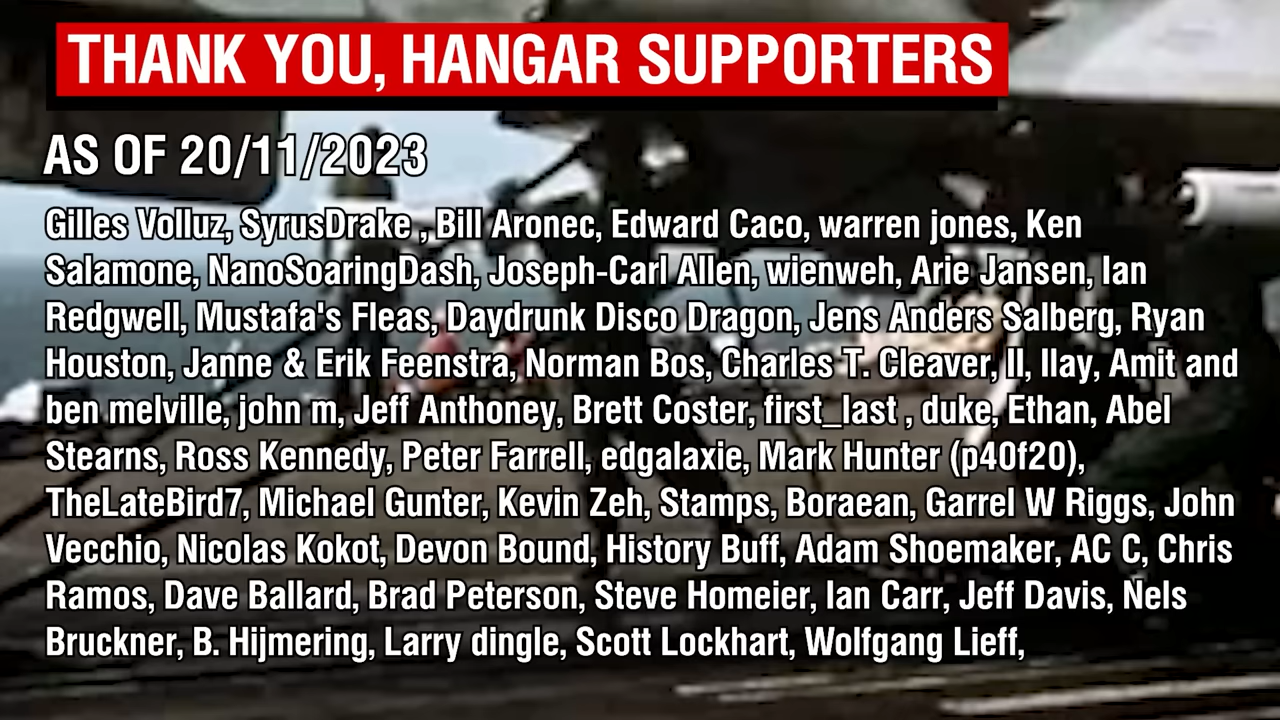 THANK YOU, HANGAR SUPPORTERS
AS OF 20/11/2023
Gilles Volluz, SyrusDrake , Bill Aronec, Edward Caco, warren jones, Ken
Salamone, NanoSoaringDash, Joseph-Carl Allen, wienweh, Arie Jansen, Ian
Redgwell, Mustafa's Fleas, Daydrunk Disco Dragon, Jens Anders Salberg, Ryan
Houston, Janne & Erik Feenstra, Norman Bos, Charles T. Cleaver, II, Ilay, Amit and
ben melville, john m, Jeff Anthoney, Brett Coster, first_last , duke, Ethan, Abel
Stearns, Ross Kennedy, Peter Farrell, edgalaxie, Mark Hunter (p40f20),
TheLateBird7, Michael Gunter, Kevin Zeh, Stamps, Boraean, Garrel W Riggs, John
Vecchio, Nicolas Kokot, Devon Bound, History Buff, Adam Shoemaker, AC C, Chris
Ramos, Dave Ballard, Brad Peterson, Steve Homeier, Ian Carr, Jeff Davis, Nels
Bruckner, B. Hijmering, Larry dingle, Scott Lockhart, Wolfgang Lieff,